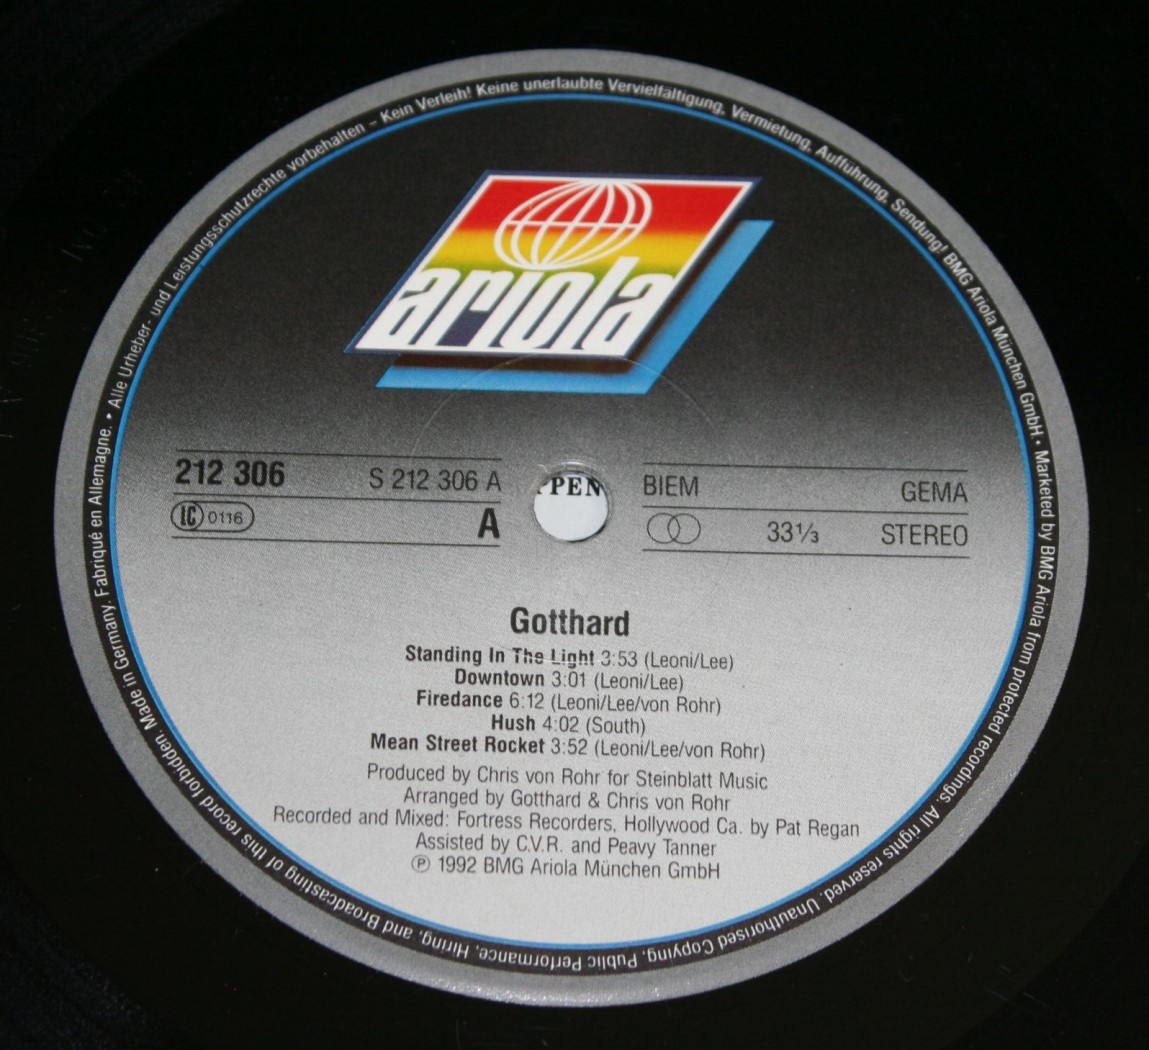 ariola
212 306 S 212 306 A
LC 0116 A
PEN
BIEM GEMA
33⅓ STEREO
Gotthard
Standing In The Light 3:53 (Leoni/Lee)
Downtown 3:01 (Leoni/Lee)
Firedance 6:12 (Leoni/Lee/von Rohr)
Hush 4:02 (South)
Mean Street Rocket 3:52 (Leoni/Lee/von Rohr)
Produced by Chris von Rohr for Steinblatt Music
Arranged by Gotthard & Chris von Rohr
Recorded and Mixed: Fortress Recorders, Hollywood Ca. by Pat Regan
Assisted by C.V.R. and Peavy Tanner
℗ 1992 BMG Ariola München GmbH
• Alle Urheber- und Leistungsschutzrechte vorbehalten – Kein Verleih! Keine unerlaubte Vervielfältigung, Vermietung, Aufführung, Sendung! BMG Ariola München GmbH. • Marketed by BMG Ariola from protected recordings. All rights reserved. Unauthorised Copying, Public Performance, Hiring, and Broadcasting of this record forbidden. Made in Germany. Fabriqué en Allemagne.